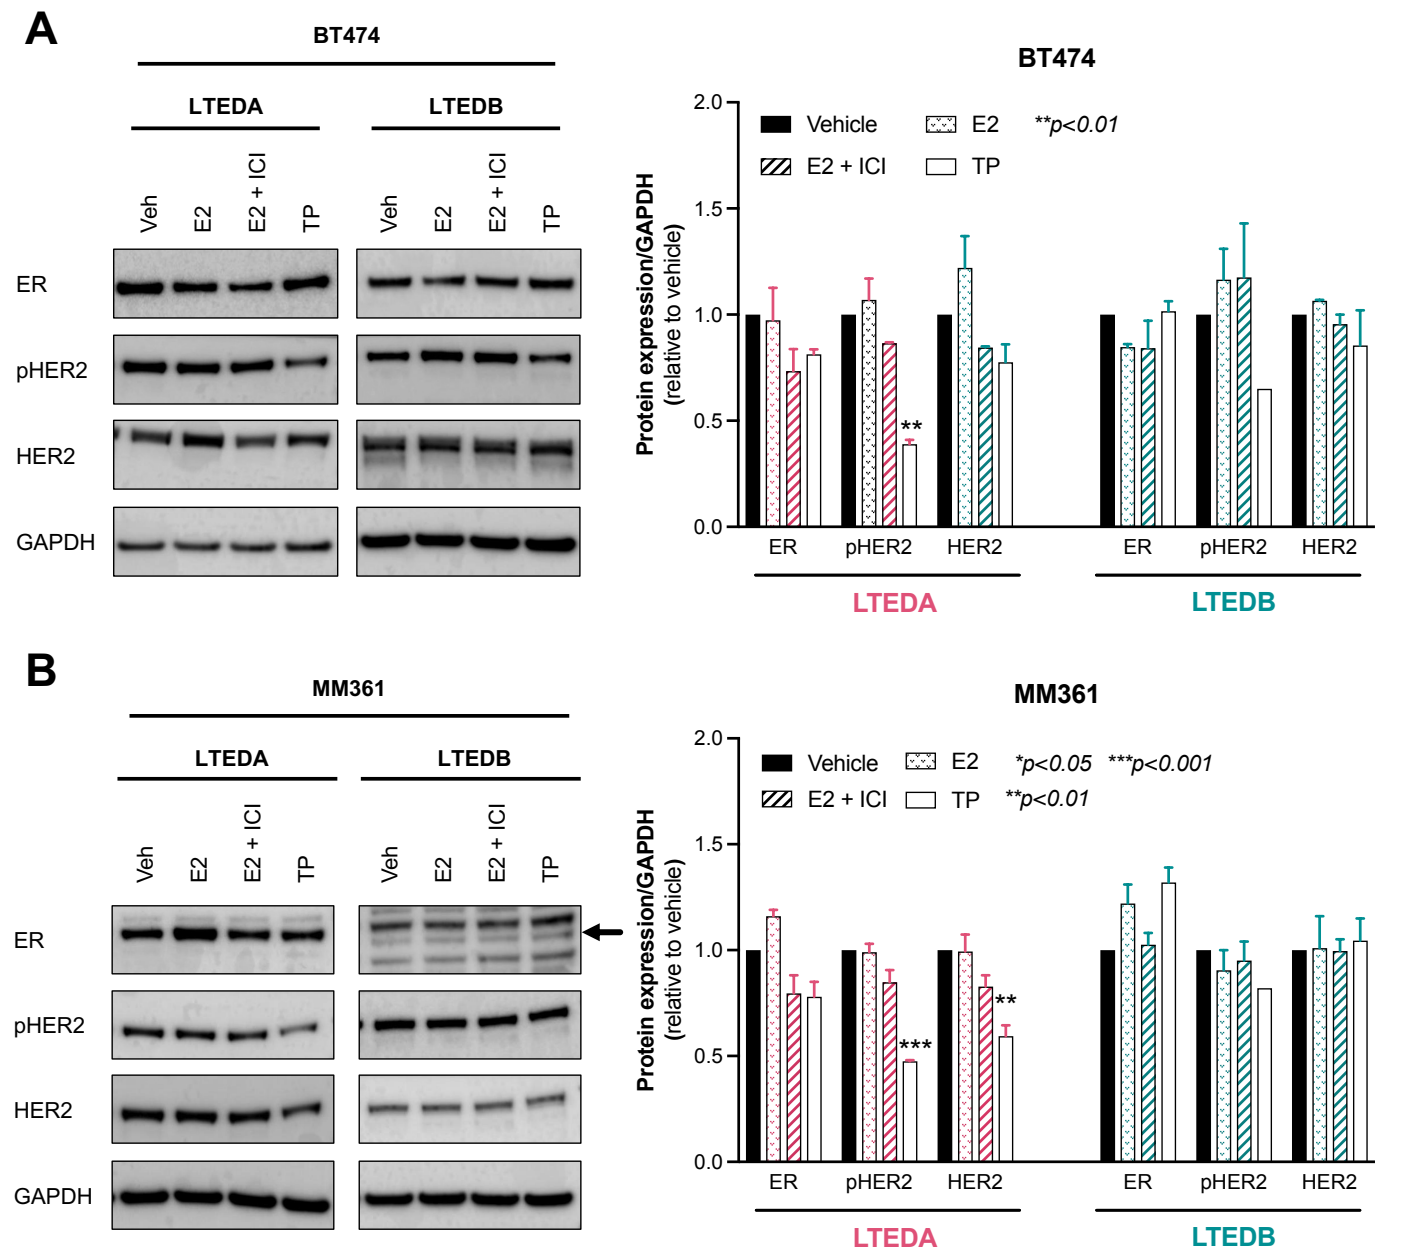 A
BT474
LTEDA
LTEDB
Veh
E2
E2 + ICI
TP
Veh
E2
E2 + ICI
TP
ER
pHER2
HER2
GAPDH
BT474
Protein expression/GAPDH
(relative to vehicle)
2.0
1.5
1.0
0.5
0.0
Vehicle
E2
**p<0.01
E2 + ICI
TP
**
ER
pHER2
HER2
ER
pHER2
HER2
LTEDA
LTEDB
B
MM361
LTEDA
LTEDB
Veh
E2
E2 + ICI
TP
Veh
E2
E2 + ICI
TP
ER
pHER2
HER2
GAPDH
MM361
Protein expression/GAPDH
(relative to vehicle)
2.0
1.5
1.0
0.5
0.0
Vehicle
E2
*p<0.05 ***p<0.001
E2 + ICI
TP
**p<0.01
***
**
ER
pHER2
HER2
ER
pHER2
HER2
LTEDA
LTEDB